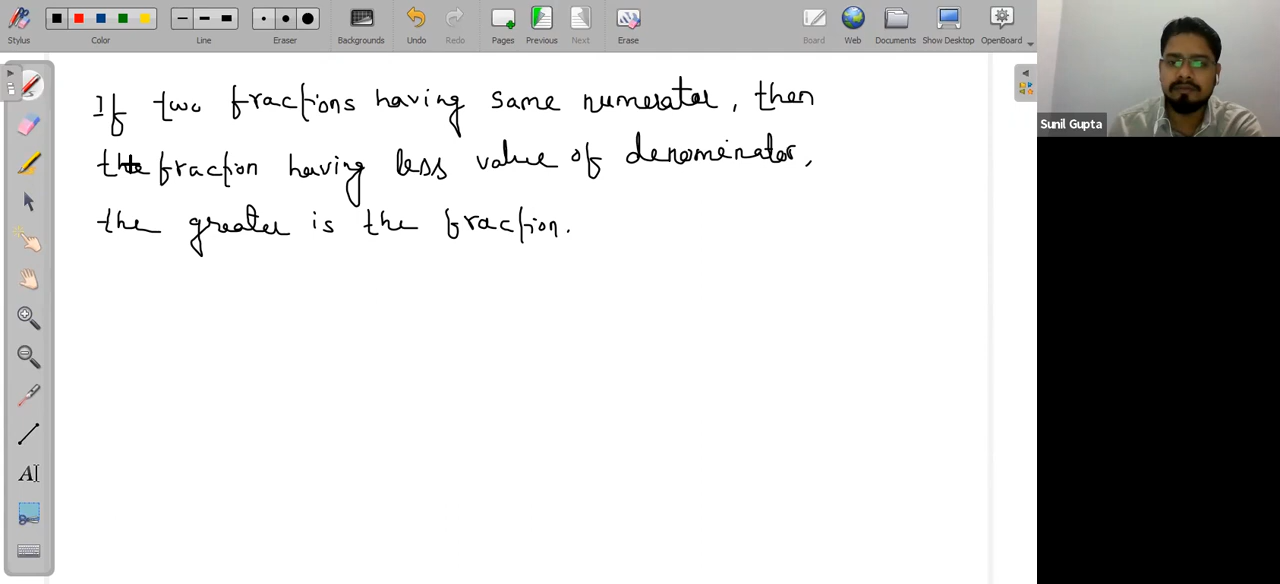 Stylus
Color
Line
Eraser
Backgrounds
Undo
Redo
Pages
Previous
Next
Erase
Board
Web
Documents
Show Desktop
OpenBoard
If two fractions having same numerator, then
the fraction having less value of denominator,
the greater is the fraction.
Sunil Gupta
AI